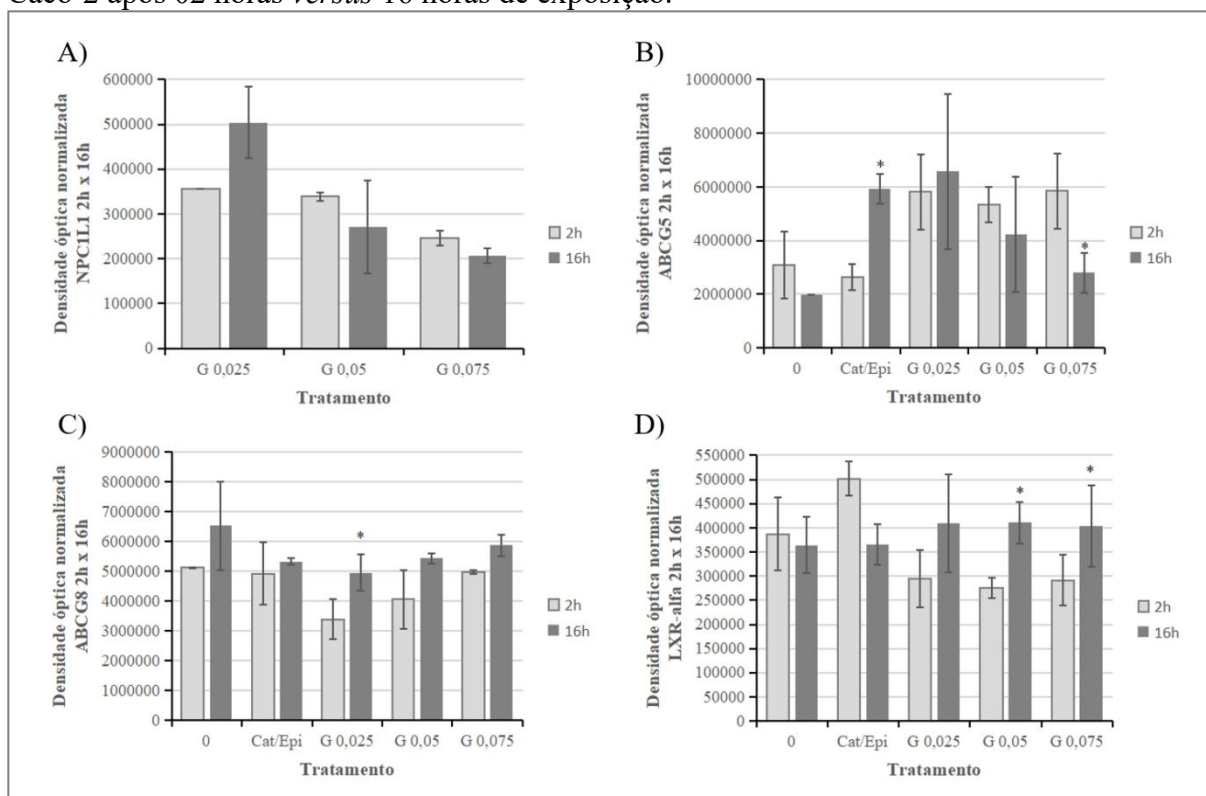 Caco-2 após 02 horas versus 16 horas de exposição.
A)
Densidade óptica normalizada
NPC1L1 2h x 16h
600000
500000
400000
300000
200000
100000
0
G 0,025 G 0,05 G 0,075
Tratamento
2h
16h
B)
Densidade óptica normalizada
ABCG5 2h x 16h
10000000
8000000
6000000
4000000
2000000
0
*
*
0 Cat/Epi G 0,025 G 0,05 G 0,075
Tratamento
2h
16h
C)
Densidade óptica normalizada
ABCG8 2h x 16h
9000000
8000000
7000000
6000000
5000000
4000000
3000000
2000000
1000000
0
*
0 Cat/Epi G 0,025 G 0,05 G 0,075
Tratamento
2h
16h
D)
Densidade óptica normalizada
LXR-alfa 2h x 16h
550000
500000
450000
400000
350000
300000
250000
200000
150000
100000
50000
0
*
*
0 Cat/Epi G 0,025 G 0,05 G 0,075
Tratamento
2h
16h